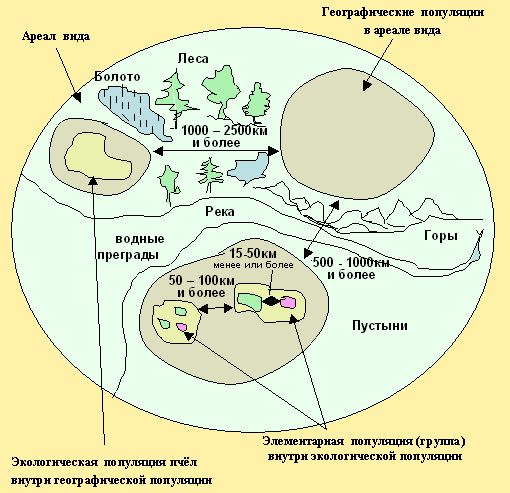 Географические популяции
в ареале вида
Ареал вида
Леса
Болото
1000 – 2500км
и более
Река
Горы
водные
преграды
15-50км
менее или более
500 - 1000км
и более
50 – 100км
и более
Пустыни
Элементарная популяция (группа)
внутри экологической популяции
Экологическая популяция пчёл
внутри географической популяции